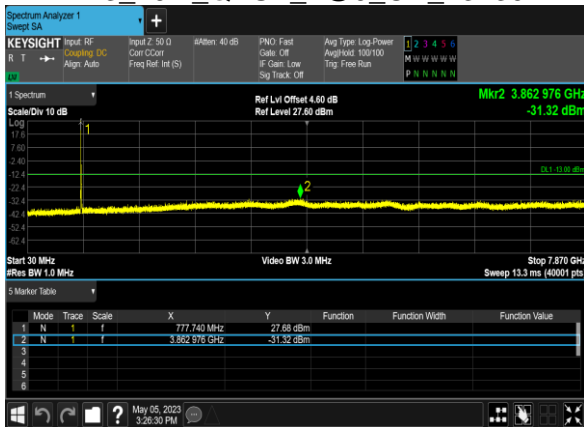 Spectrum Analyzer 1
Swept SA
KEYSIGHT
R T
Input: RF
Coupling: DC
Align: Auto
Input Z: 50 Ω
Corr CCorr
Freq Ref: Int (S)
#Atten: 40 dB
PNO: Fast
Gate: Off
IF Gain: Low
Sig Track: Off
Avg Type: Log-Power
Avg|Hold: 100/100
Trig: Free Run
1 2 3 4 5 6
M W W W W W
P N N N N N
1 Spectrum
Scale/Div 10 dB
Log
Ref Lvl Offset 4.60 dB
Ref Level 27.60 dBm
Mkr2 3.862 976 GHz
-31.32 dBm
17.6
7.60
-2.40
-12.4
-22.4
-32.4
-42.4
-52.4
-62.4
1
2
DL1 -13.00 dBm
Start 30 MHz
#Res BW 1.0 MHz
Video BW 3.0 MHz
Stop 7.870 GHz
Sweep 13.3 ms (40001 pts)
5 Marker Table
Mode Trace Scale X Y Function Function Width Function Value
1 N 1 f 777.740 MHz 27.68 dBm
2 N 1 f 3.862 976 GHz -31.32 dBm
3
4
5
6
May 05, 2023
3:26:30 PM